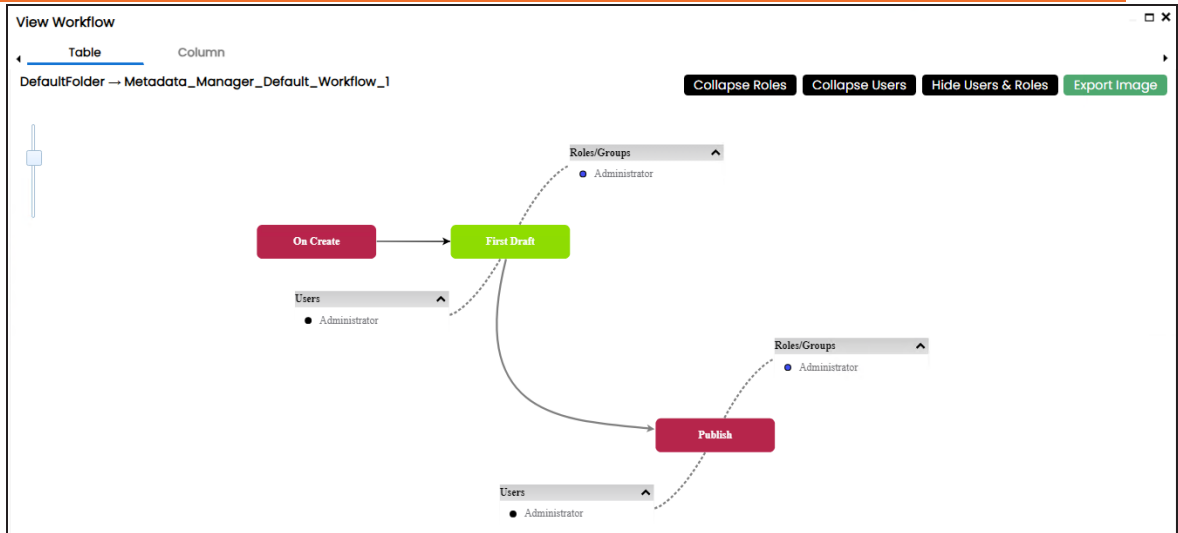 View Workflow
Table Column
DefaultFolder → Metadata_Manager_Default_Workflow_1
Collapse Roles Collapse Users Hide Users & Roles Export Image
Roles/Groups
Administrator
On Create
First Draft
Users
Administrator
Roles/Groups
Administrator
Publish
Users
Administrator